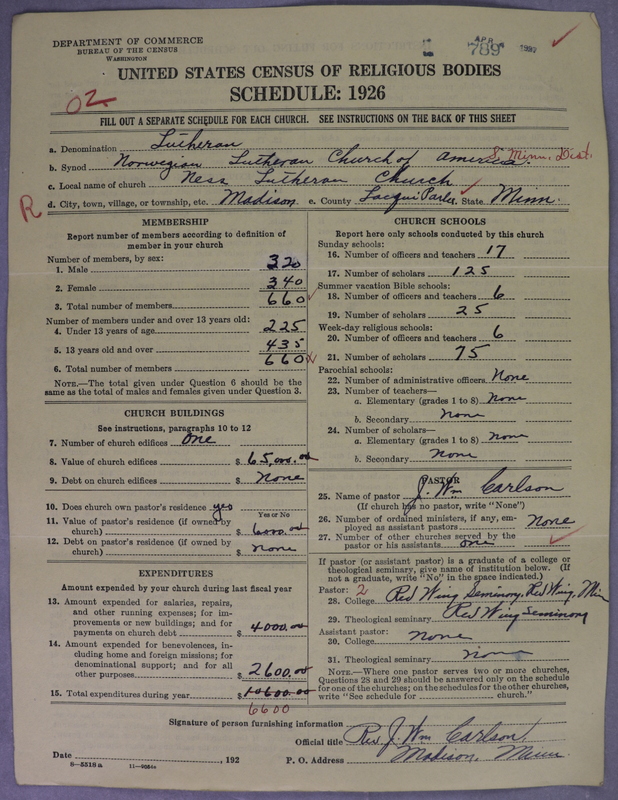 DEPARTMENT OF COMMERCE
BUREAU OF THE CENSUS
WASHINGTON
APR
789
UNITED STATES CENSUS OF RELIGIOUS BODIES
SCHEDULE: 1926
02
FILL OUT A SEPARATE SCHEDULE FOR EACH CHURCH. SEE INSTRUCTIONS ON THE BACK OF THIS SHEET
a. Denomination Lutheran
b. Synod Norwegian Lutheran Church of America. S. Minn. Dist.
c. Local name of church Ness Lutheran Church
R
d. City, town, village, or township, etc. Madison e. County Lacqui Parle State Minn.
MEMBERSHIP
Report number of members according to definition of
member in your church
Number of members, by sex:
1. Male 320
2. Female 340
3. Total number of members 660
Number of members under and over 13 years old:
4. Under 13 years of age 225
5. 13 years old and over 435
6. Total number of members 660
NOTE.—The total given under Question 6 should be the
same as the total of males and females given under Question 3.
CHURCH BUILDINGS
See instructions, paragraphs 10 to 12
7. Number of church edifices One
8. Value of church edifices $ 65,000.00
9. Debt on church edifices $ None
10. Does church own pastor's residence yes
Yes or No
11. Value of pastor's residence (if owned by
church) $ 6000.00
12. Debt on pastor's residence (if owned by
church) $ None
EXPENDITURES
Amount expended by your church during last fiscal year
13. Amount expended for salaries, repairs,
and other running expenses; for im-
provements or new buildings; and for
payments on church debt $ 4000.00
14. Amount expended for benevolences, in-
cluding home and foreign missions; for
denominational support; and for all
other purposes $ 2600.00
15. Total expenditures during year $ 10600.00
6600
CHURCH SCHOOLS
Report here only schools conducted by this church
Sunday schools:
16. Number of officers and teachers 17
17. Number of scholars 125
Summer vacation Bible schools:
18. Number of officers and teachers 6
19. Number of scholars 25
Week-day religious schools:
20. Number of officers and teachers 6
21. Number of scholars 75
Parochial schools:
22. Number of administrative officers None
23. Number of teachers—
a. Elementary (grades 1 to 8) None
b. Secondary None
24. Number of scholars—
a. Elementary (grades 1 to 8) None
b. Secondary None
PASTOR
25. Name of pastor J. Wm Carlson
(If church has no pastor, write "None")
26. Number of ordained ministers, if any, em-
ployed as assistant pastors None
27. Number of other churches served by the
pastor or his assistants One
If pastor (or assistant pastor) is a graduate of a college or
theological seminary, give name of institution below. (If
not a graduate, write "No" in the space indicated.)
Pastor: 2
28. College Red Wing Seminary, Red Wing, Min
29. Theological seminary Red Wing Seminary
Assistant pastor:
30. College None
31. Theological seminary None
NOTE.—Where one pastor serves two or more churches,
Questions 28 and 29 should be answered only on the schedule
for one of the churches; on the schedules for the other churches,
write "See schedule for church."
Signature of person furnishing information
Official title Rev. J. Wm Carlson
Date , 192 P. O. Address Madison, Minn.
8—5518 a